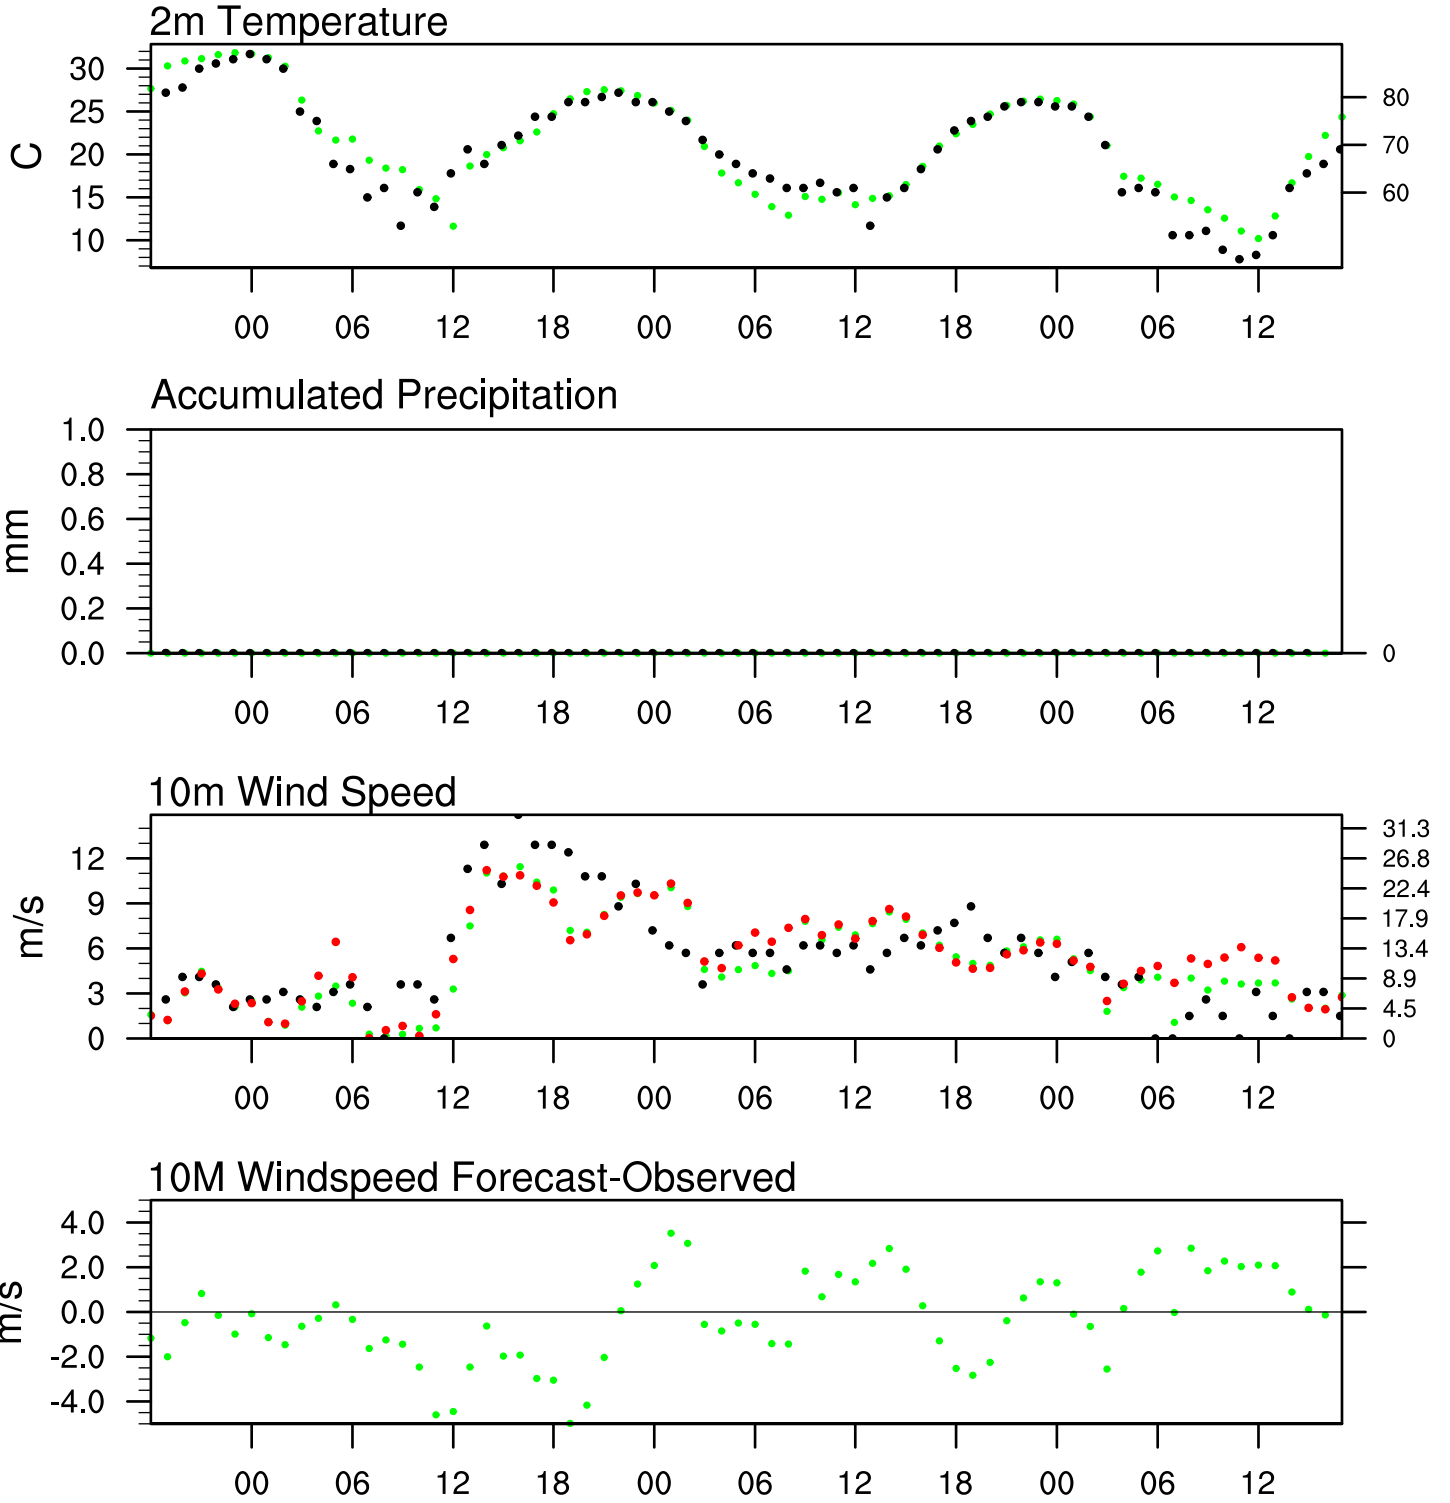 2m Temperature
C
30
25
20
15
10
80
70
60
00 06 12 18 00 06 12 18 00 06 12
Accumulated Precipitation
mm
1.0
0.8
0.6
0.4
0.2
0.0
0
00 06 12 18 00 06 12 18 00 06 12
10m Wind Speed
m/s
12
9
6
3
0
31.3
26.8
22.4
17.9
13.4
8.9
4.5
0
00 06 12 18 00 06 12 18 00 06 12
10M Windspeed Forecast-Observed
m/s
4.0
2.0
0.0
-2.0
-4.0
00 06 12 18 00 06 12 18 00 06 12